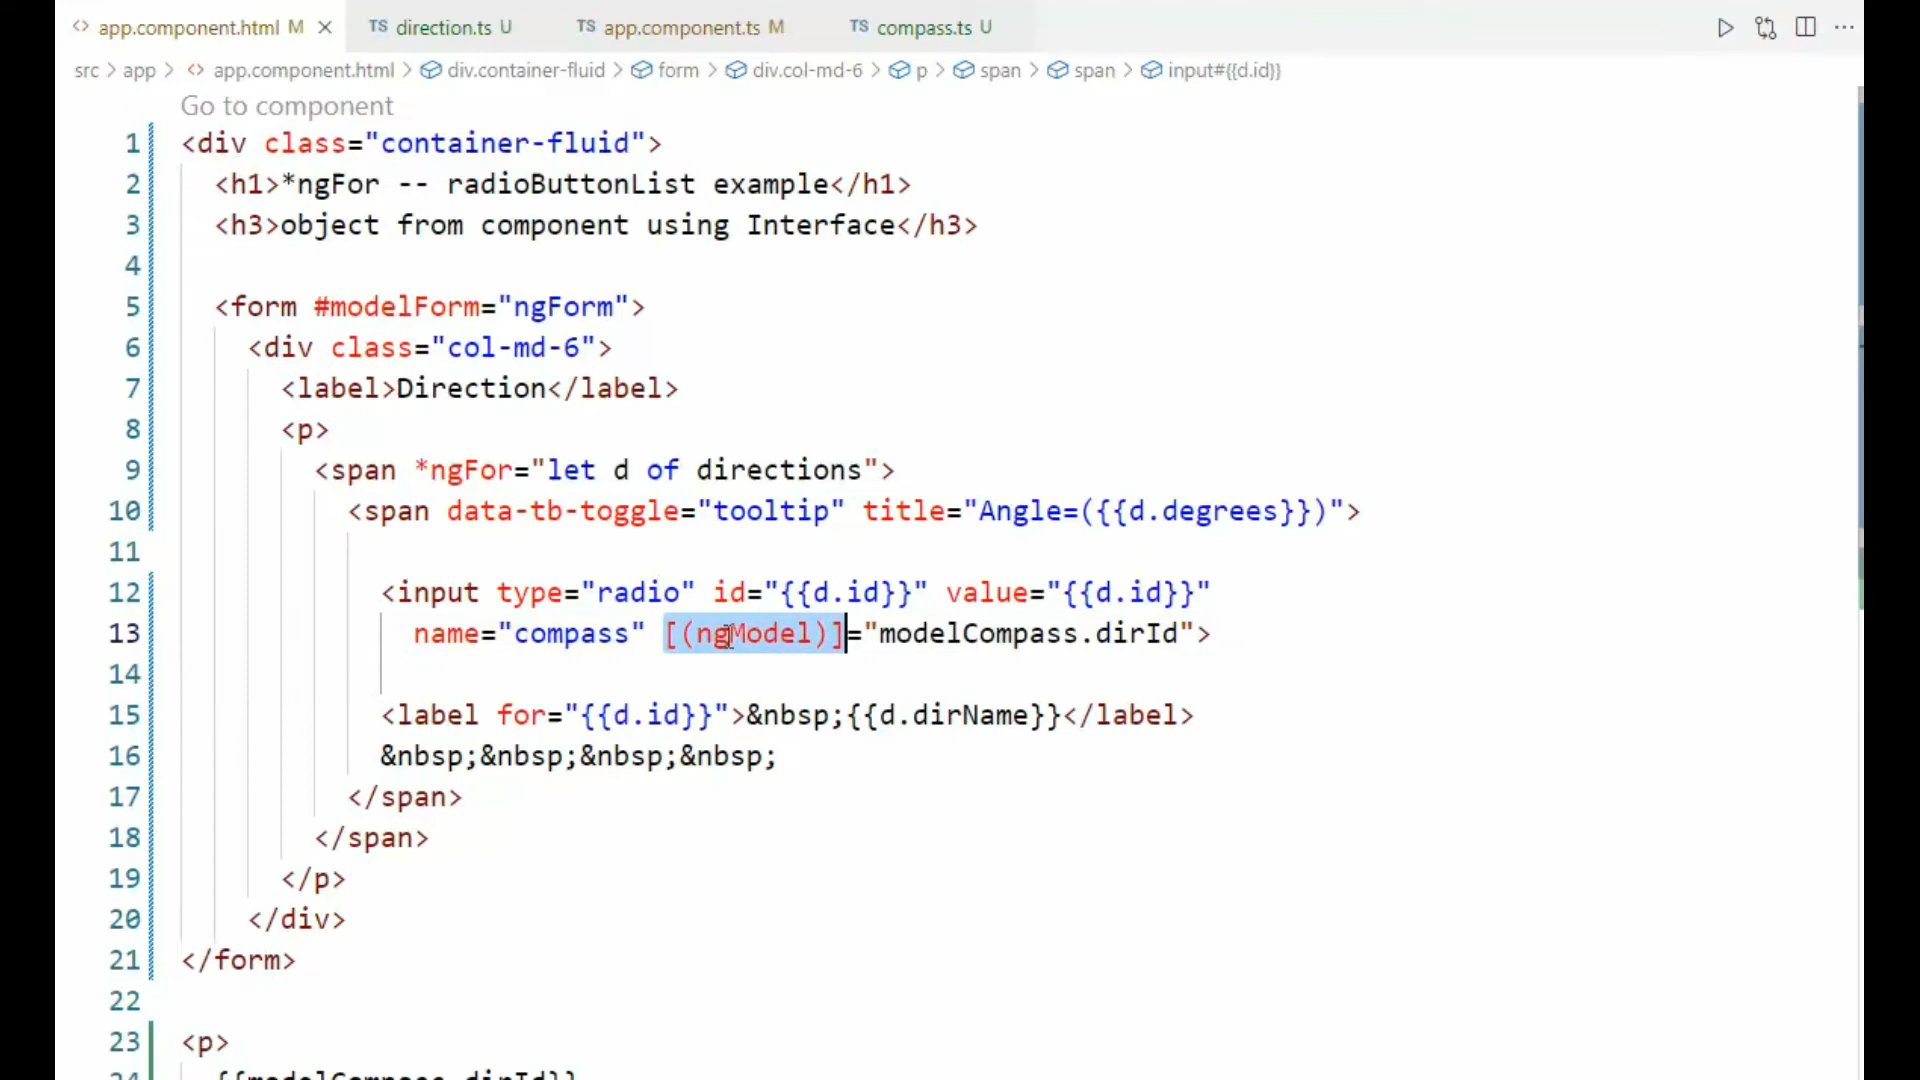 <> app.component.html M × TS direction.ts U TS app.component.ts M TS compass.ts U
src > app > <> app.component.html > div.container-fluid > form > div.col-md-6 > p > span > span > input#{{d.id}}
Go to component
1 <div class="container-fluid">
2 <h1>*ngFor -- radioButtonList example</h1>
3 <h3>object from component using Interface</h3>
4
5 <form #modelForm="ngForm">
6 <div class="col-md-6">
7 <label>Direction</label>
8 <p>
9 <span *ngFor="let d of directions">
10 <span data-tb-toggle="tooltip" title="Angle=({{d.degrees}})">
11
12 <input type="radio" id="{{d.id}}" value="{{d.id}}"
13 name="compass" [(ngModel)]="modelCompass.dirId">
14
15 <label for="{{d.id}}">&nbsp;{{d.dirName}}</label>
16 &nbsp;&nbsp;&nbsp;&nbsp;
17 </span>
18 </span>
19 </p>
20 </div>
21 </form>
22
23 <p>
24 {{modelCompass.dirId}}